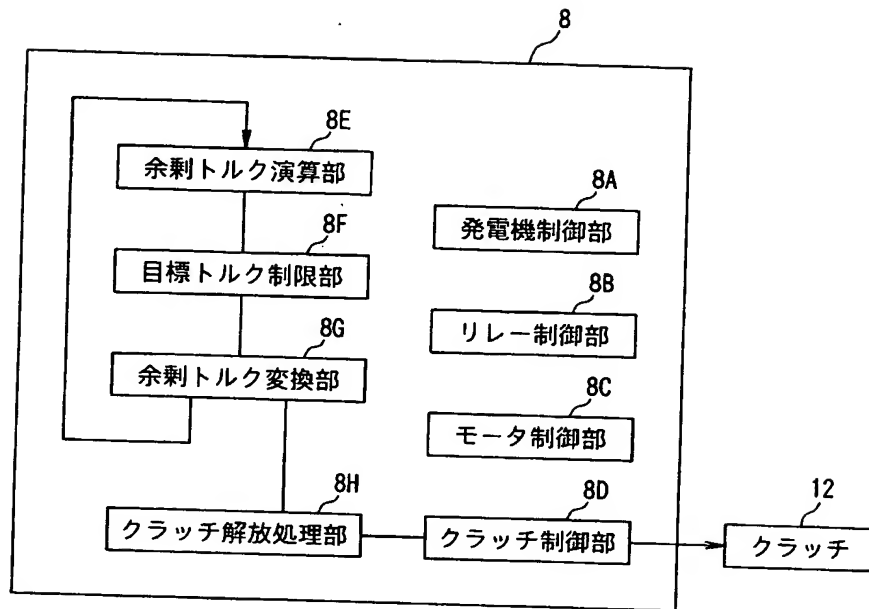 8
8E
余剰トルク演算部
8A
発電機制御部
8F
目標トルク制限部
8B
リレー制御部
8G
余剰トルク変換部
8C
モータ制御部
8H
クラッチ解放処理部
8D
クラッチ制御部
12
クラッチ